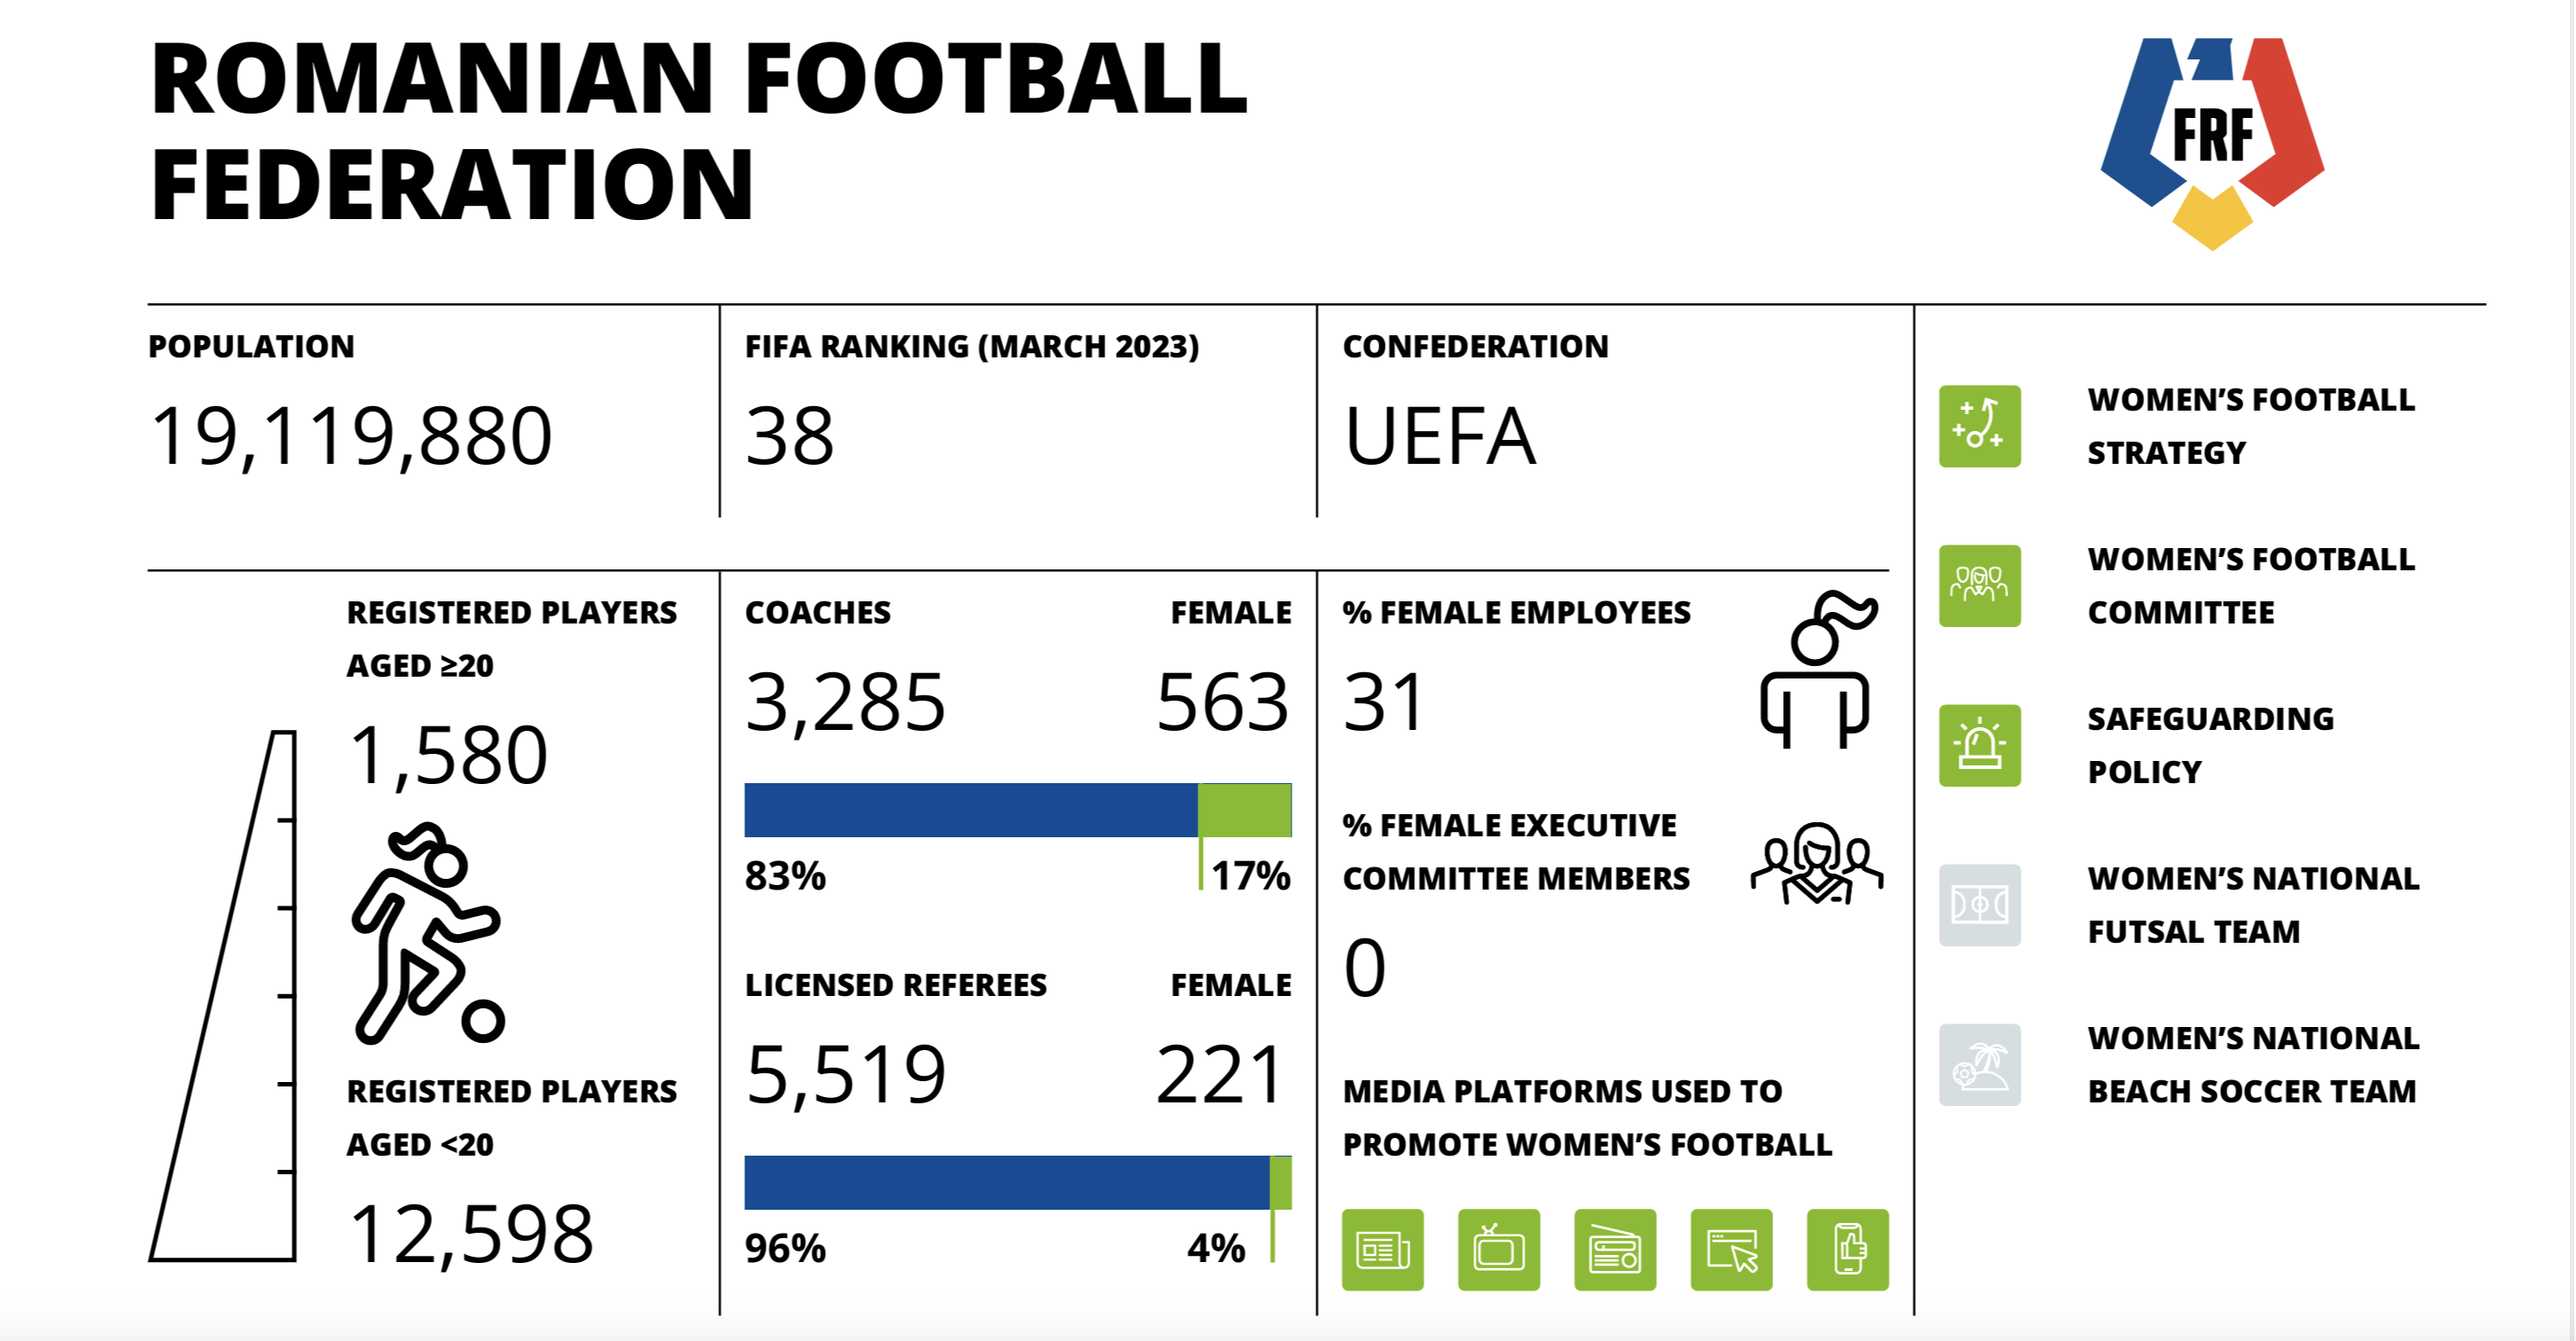 ROMANIAN FOOTBALL
FEDERATION
FRF
POPULATION
19,119,880
FIFA RANKING (MARCH 2023)
38
CONFEDERATION
UEFA
REGISTERED PLAYERS
AGED ≥20
1,580
REGISTERED PLAYERS
AGED <20
12,598
COACHES
FEMALE
3,285
563
83%
17%
LICENSED REFEREES
FEMALE
5,519
221
96%
4%
% FEMALE EMPLOYEES
31
% FEMALE EXECUTIVE
COMMITTEE MEMBERS
0
MEDIA PLATFORMS USED TO
PROMOTE WOMEN’S FOOTBALL
WOMEN’S FOOTBALL
STRATEGY
WOMEN’S FOOTBALL
COMMITTEE
SAFEGUARDING
POLICY
WOMEN’S NATIONAL
FUTSAL TEAM
WOMEN’S NATIONAL
BEACH SOCCER TEAM